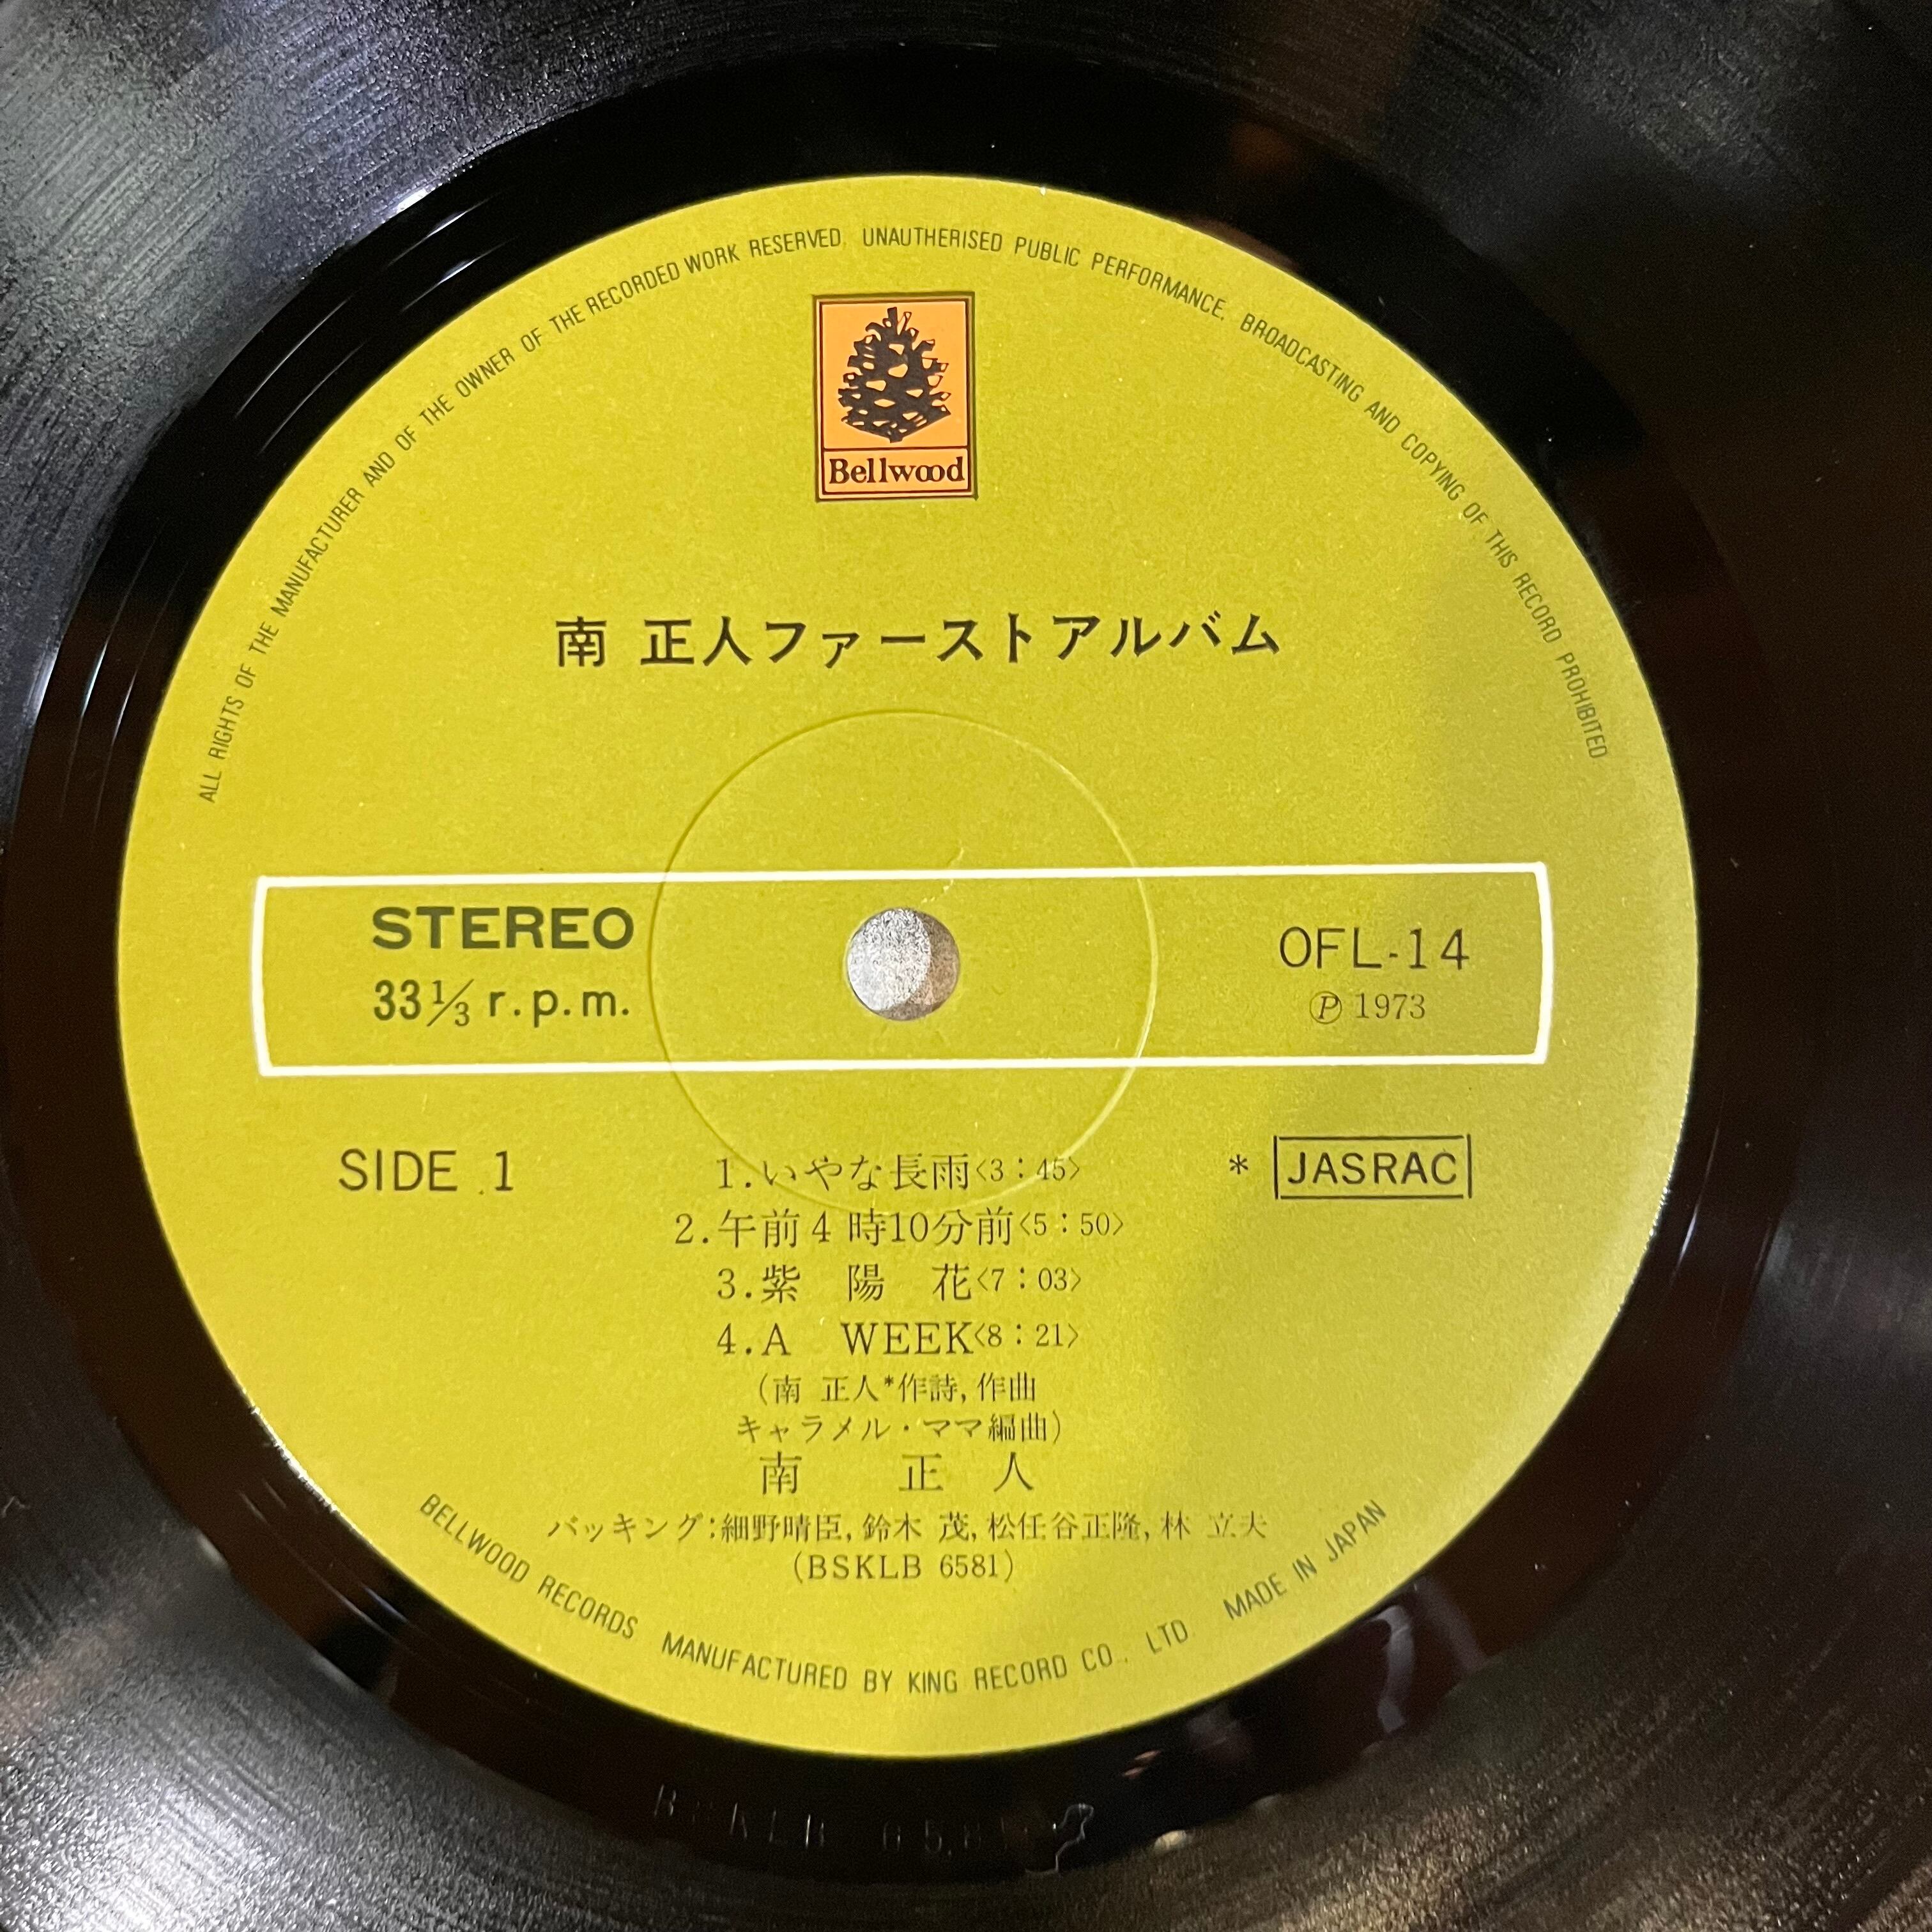 ALL RIGHTS OF THE MANUFACTURER AND OF THE OWNER OF THE RECORDED WORK RESERVED. UNAUTHERISED PUBLIC PERFORMANCE, BROADCASTING AND COPYING OF THIS RECORD PROHIBITED
Bellwood
南 正人ファーストアルバム
STEREO
33 1/3 r.p.m.
OFL-14
Ⓟ 1973
SIDE 1
* JASRAC
1.いやな長雨〈3：45〉
2.午前4時10分前〈5：50〉
3.紫 陽 花〈7：03〉
4.A WEEK〈8：21〉
(南 正人*作詩,作曲
キャラメル・ママ編曲)
南 正 人
バッキング:細野晴臣,鈴木 茂,松任谷正隆,林 立夫
(BSKLB 6581)
BELLWOOD RECORDS MANUFACTURED BY KING RECORD CO., LTD. MADE IN JAPAN